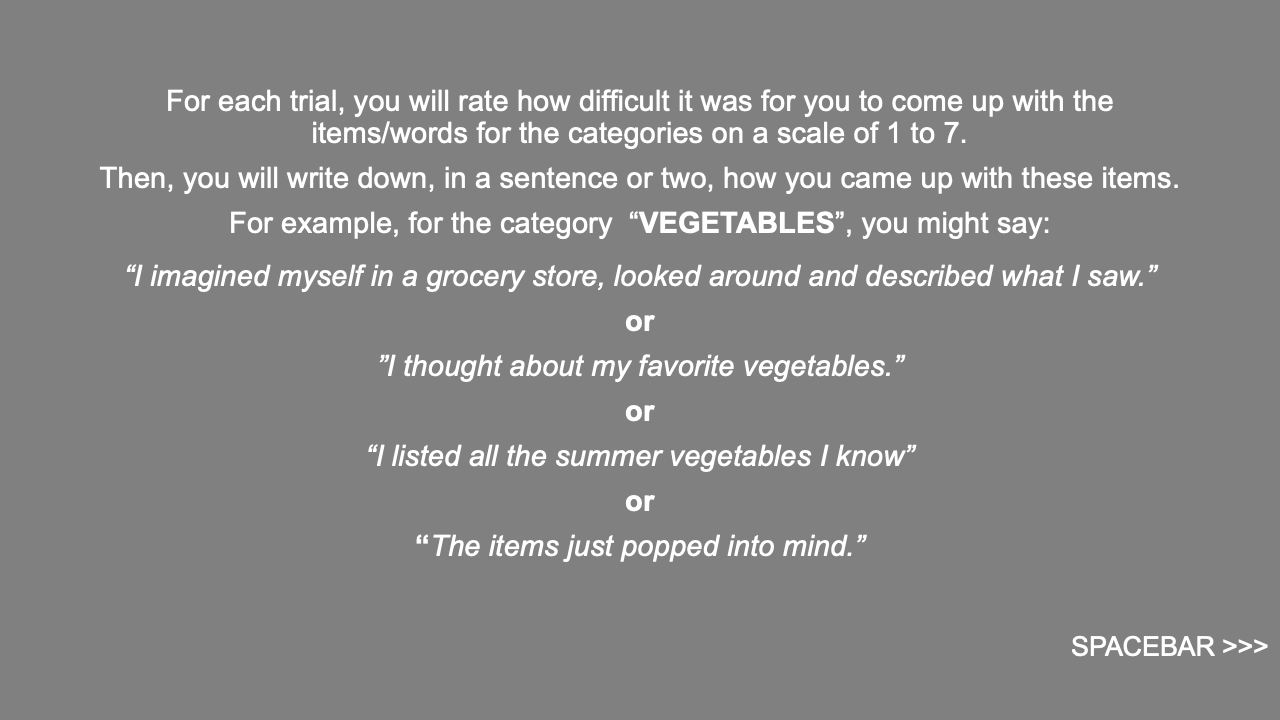 For each trial, you will rate how difficult it was for you to come up with the
items/words for the categories on a scale of 1 to 7.
Then, you will write down, in a sentence or two, how you came up with these items.
For example, for the category  “VEGETABLES”, you might say:
“I imagined myself in a grocery store, looked around and described what I saw.”
or
”I thought about my favorite vegetables.”
or
“I listed all the summer vegetables I know”
or
“The items just popped into mind.”
SPACEBAR >>>